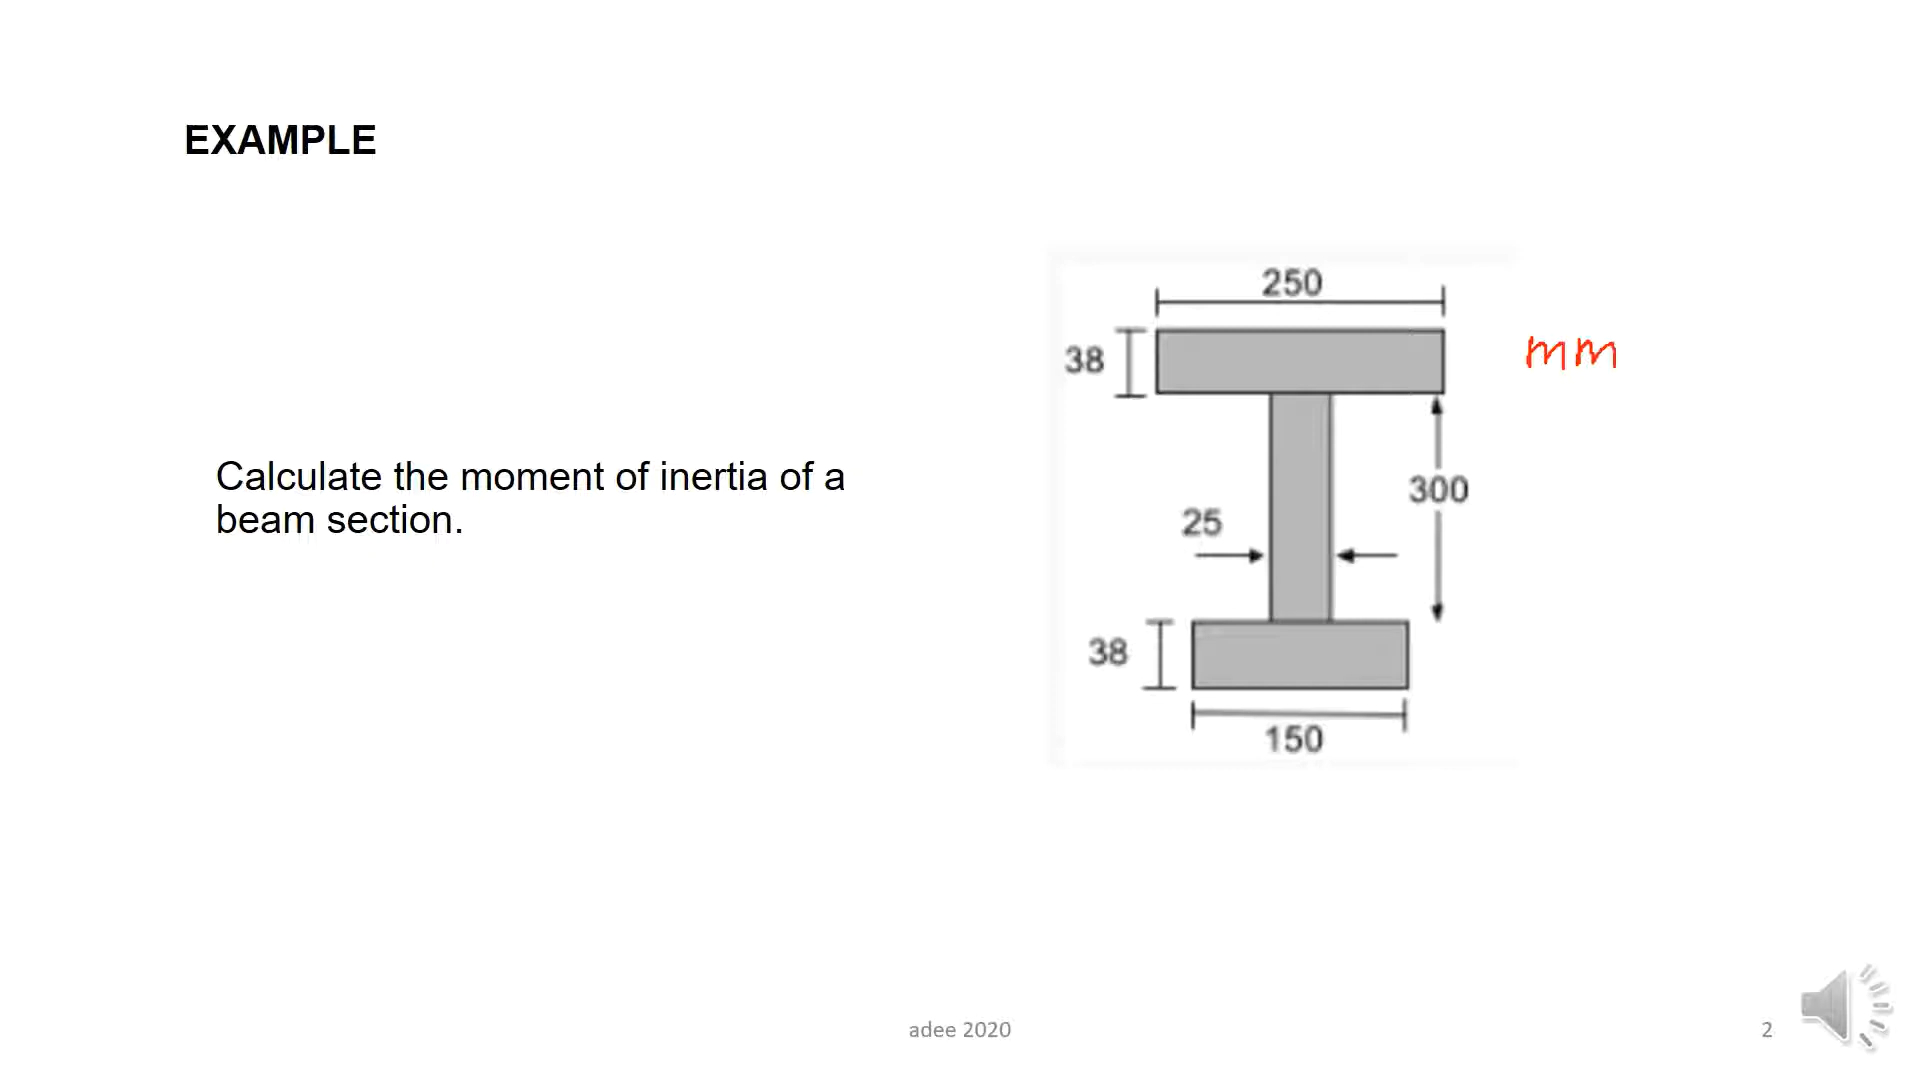 EXAMPLE
250
38
mm
Calculate the moment of inertia of a
beam section.
300
25
38
150
adee 2020
2